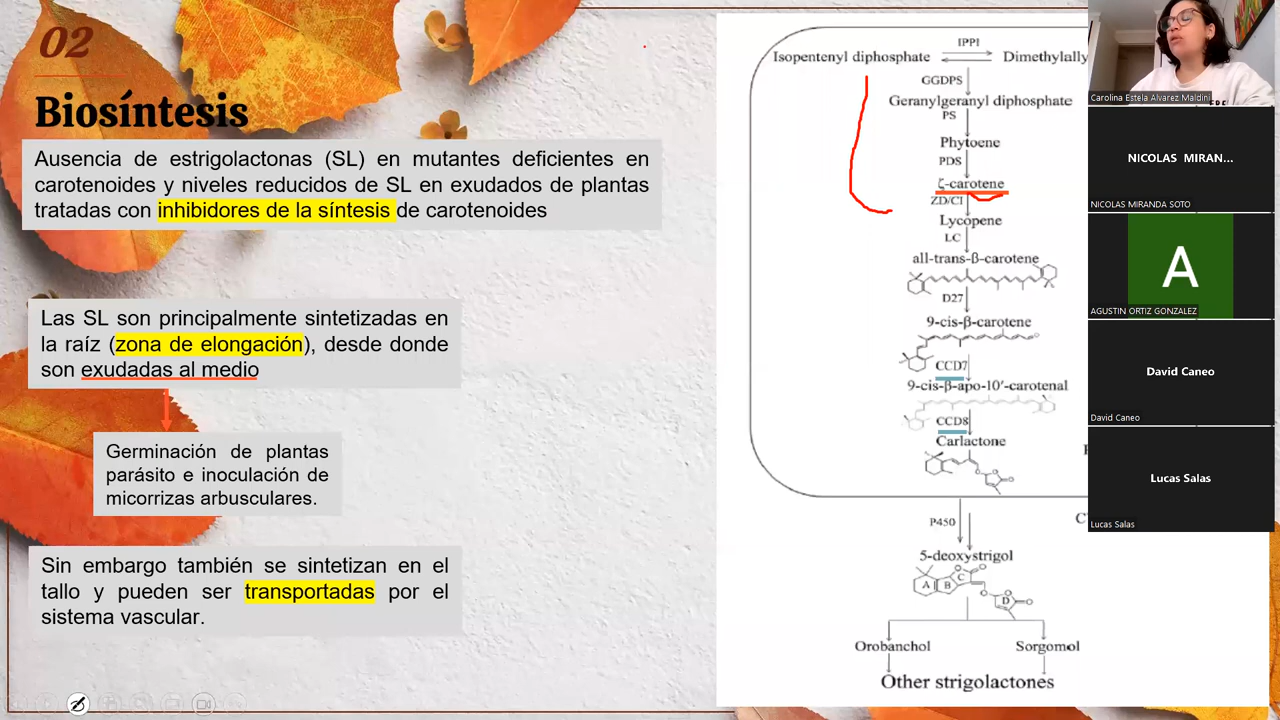 02
Biosíntesis
Ausencia de estrigolactonas (SL) en mutantes deficientes en
carotenoides y niveles reducidos de SL en exudados de plantas
tratadas con inhibidores de la síntesis de carotenoides
Las SL son principalmente sintetizadas en
la raíz (zona de elongación), desde donde
son exudadas al medio
Germinación de plantas
parásito e inoculación de
micorrizas arbusculares.
Sin embargo también se sintetizan en el
tallo y pueden ser transportadas por el
sistema vascular.
IPP1
Isopentenyl diphosphate
Dimethylally
GGDPS
Geranylgeranyl diphosphate
PS
Phytoene
PDS
ζ-carotene
ZD/CI
Lycopene
LC
all-trans-β-carotene
D27
9-cis-β-carotene
CCD7
9-cis-β-apo-10′-carotenal
CCD8
Carlactone
P450
5-deoxystrigol
A B C
D
Orobanchol Sorgomol
Other strigolactones
Carolina Estela Alvarez Maldini
NICOLAS MIRAN...
NICOLAS MIRANDA SOTO
A
AGUSTIN ORTIZ GONZALEZ
David Caneo
David Caneo
Lucas Salas
Lucas Salas